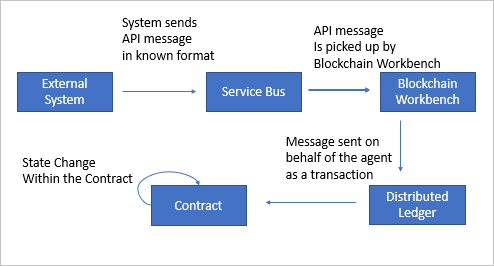 System sends
API message
in known format
API message
Is picked up by
Blockchain Workbench
External
System
Service Bus
Blockchain
Workbench
Message sent on
behalf of the agent
as a transaction
State Change
Within the Contract
Contract
Distributed
Ledger